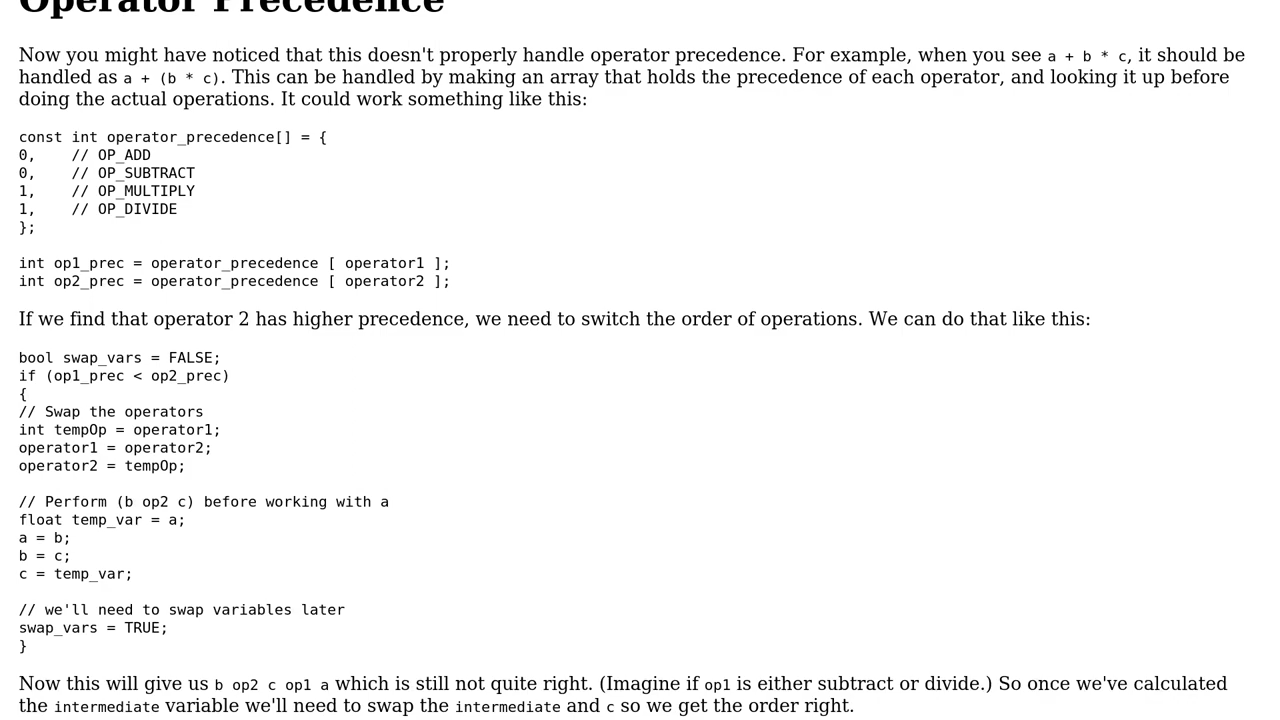 Operator Precedence
Now you might have noticed that this doesn't properly handle operator precedence. For example, when you see a + b * c, it should be
handled as a + (b * c). This can be handled by making an array that holds the precedence of each operator, and looking it up before
doing the actual operations. It could work something like this:
const int operator_precedence[] = {
0,    // OP_ADD
0,    // OP_SUBTRACT
1,    // OP_MULTIPLY
1,    // OP_DIVIDE
};
int op1_prec = operator_precedence [ operator1 ];
int op2_prec = operator_precedence [ operator2 ];
If we find that operator 2 has higher precedence, we need to switch the order of operations. We can do that like this:
bool swap_vars = FALSE;
if (op1_prec < op2_prec)
{
// Swap the operators
int tempOp = operator1;
operator1 = operator2;
operator2 = tempOp;
// Perform (b op2 c) before working with a
float temp_var = a;
a = b;
b = c;
c = temp_var;
// we'll need to swap variables later
swap_vars = TRUE;
}
Now this will give us b op2 c op1 a which is still not quite right. (Imagine if op1 is either subtract or divide.) So once we've calculated
the intermediate variable we'll need to swap the intermediate and c so we get the order right.